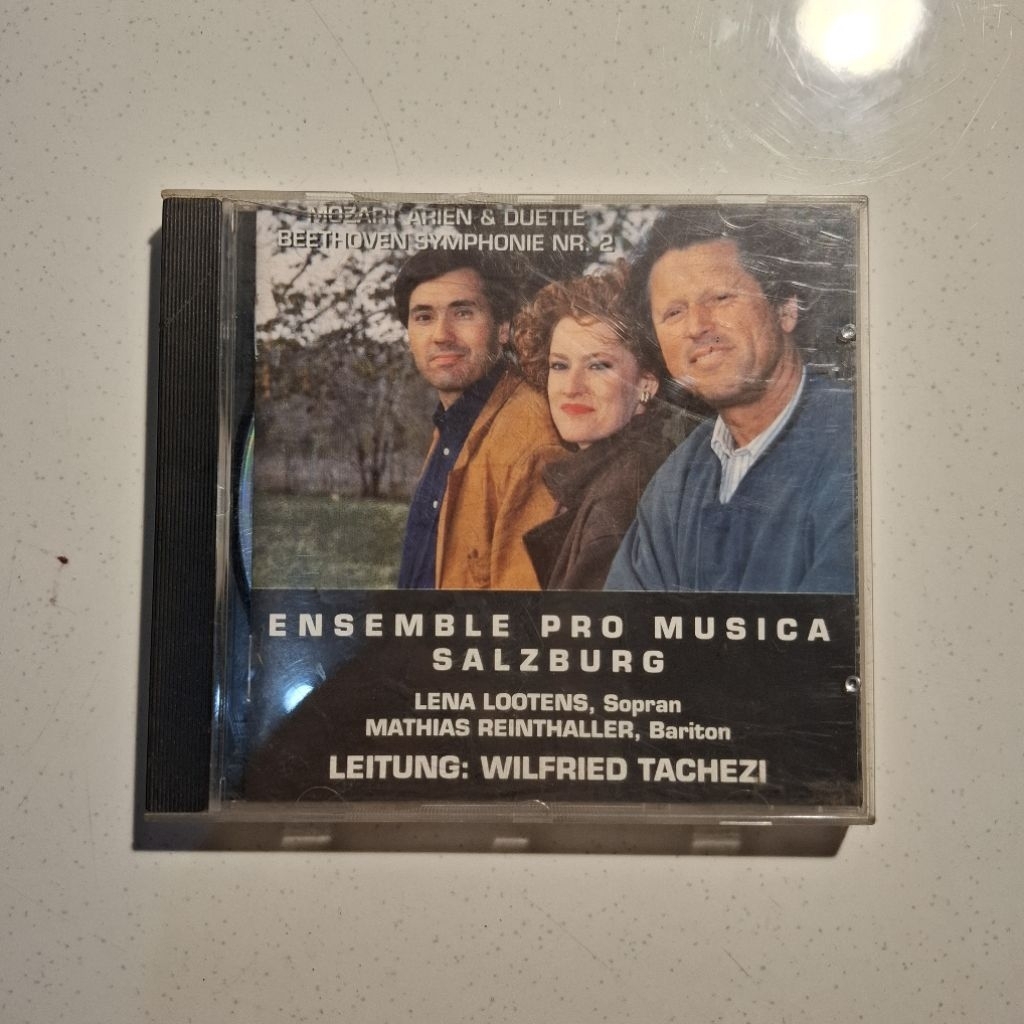 MOZART ARIEN & DUETTE
BEETHOVEN SYMPHONIE NR. 2
ENSEMBLE PRO MUSICA
SALZBURG
LENA LOOTENS, Sopran
MATHIAS REINTHALLER, Bariton
LEITUNG: WILFRIED TACHEZI